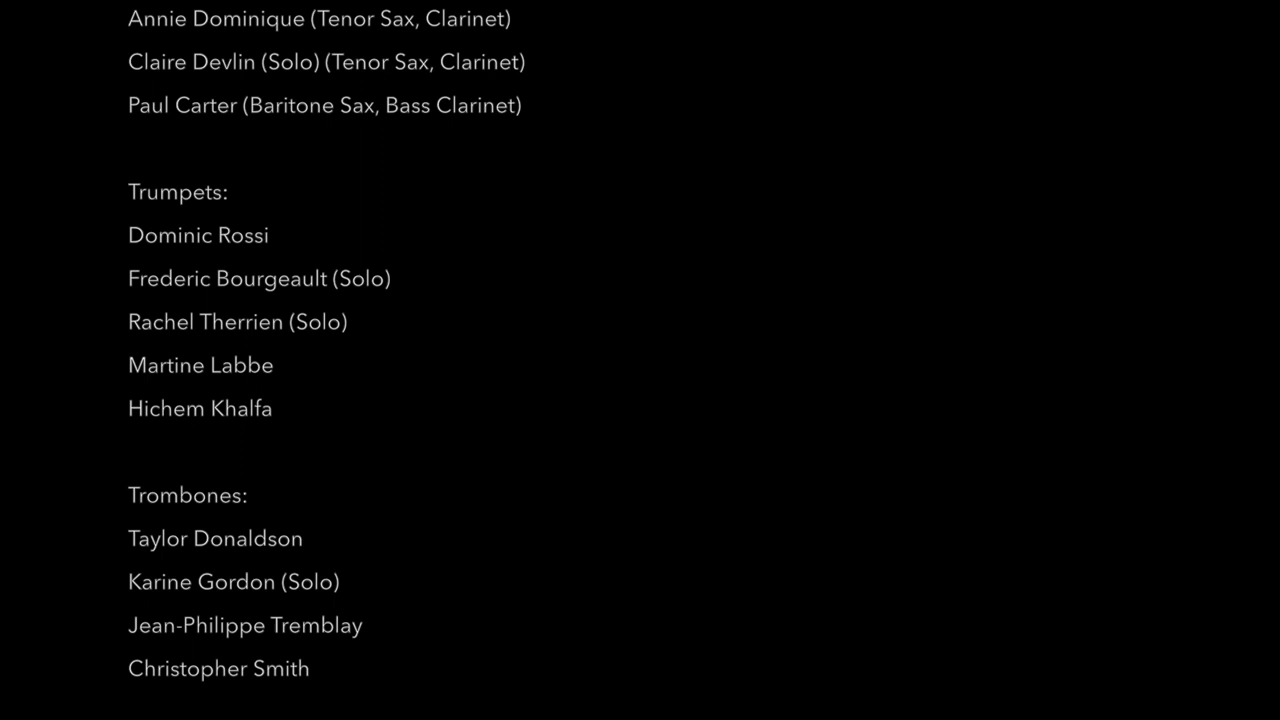 Annie Dominique (Tenor Sax, Clarinet)
Claire Devlin (Solo) (Tenor Sax, Clarinet)
Paul Carter (Baritone Sax, Bass Clarinet)
Trumpets:
Dominic Rossi
Frederic Bourgeault (Solo)
Rachel Therrien (Solo)
Martine Labbe
Hichem Khalfa
Trombones:
Taylor Donaldson
Karine Gordon (Solo)
Jean-Philippe Tremblay
Christopher Smith